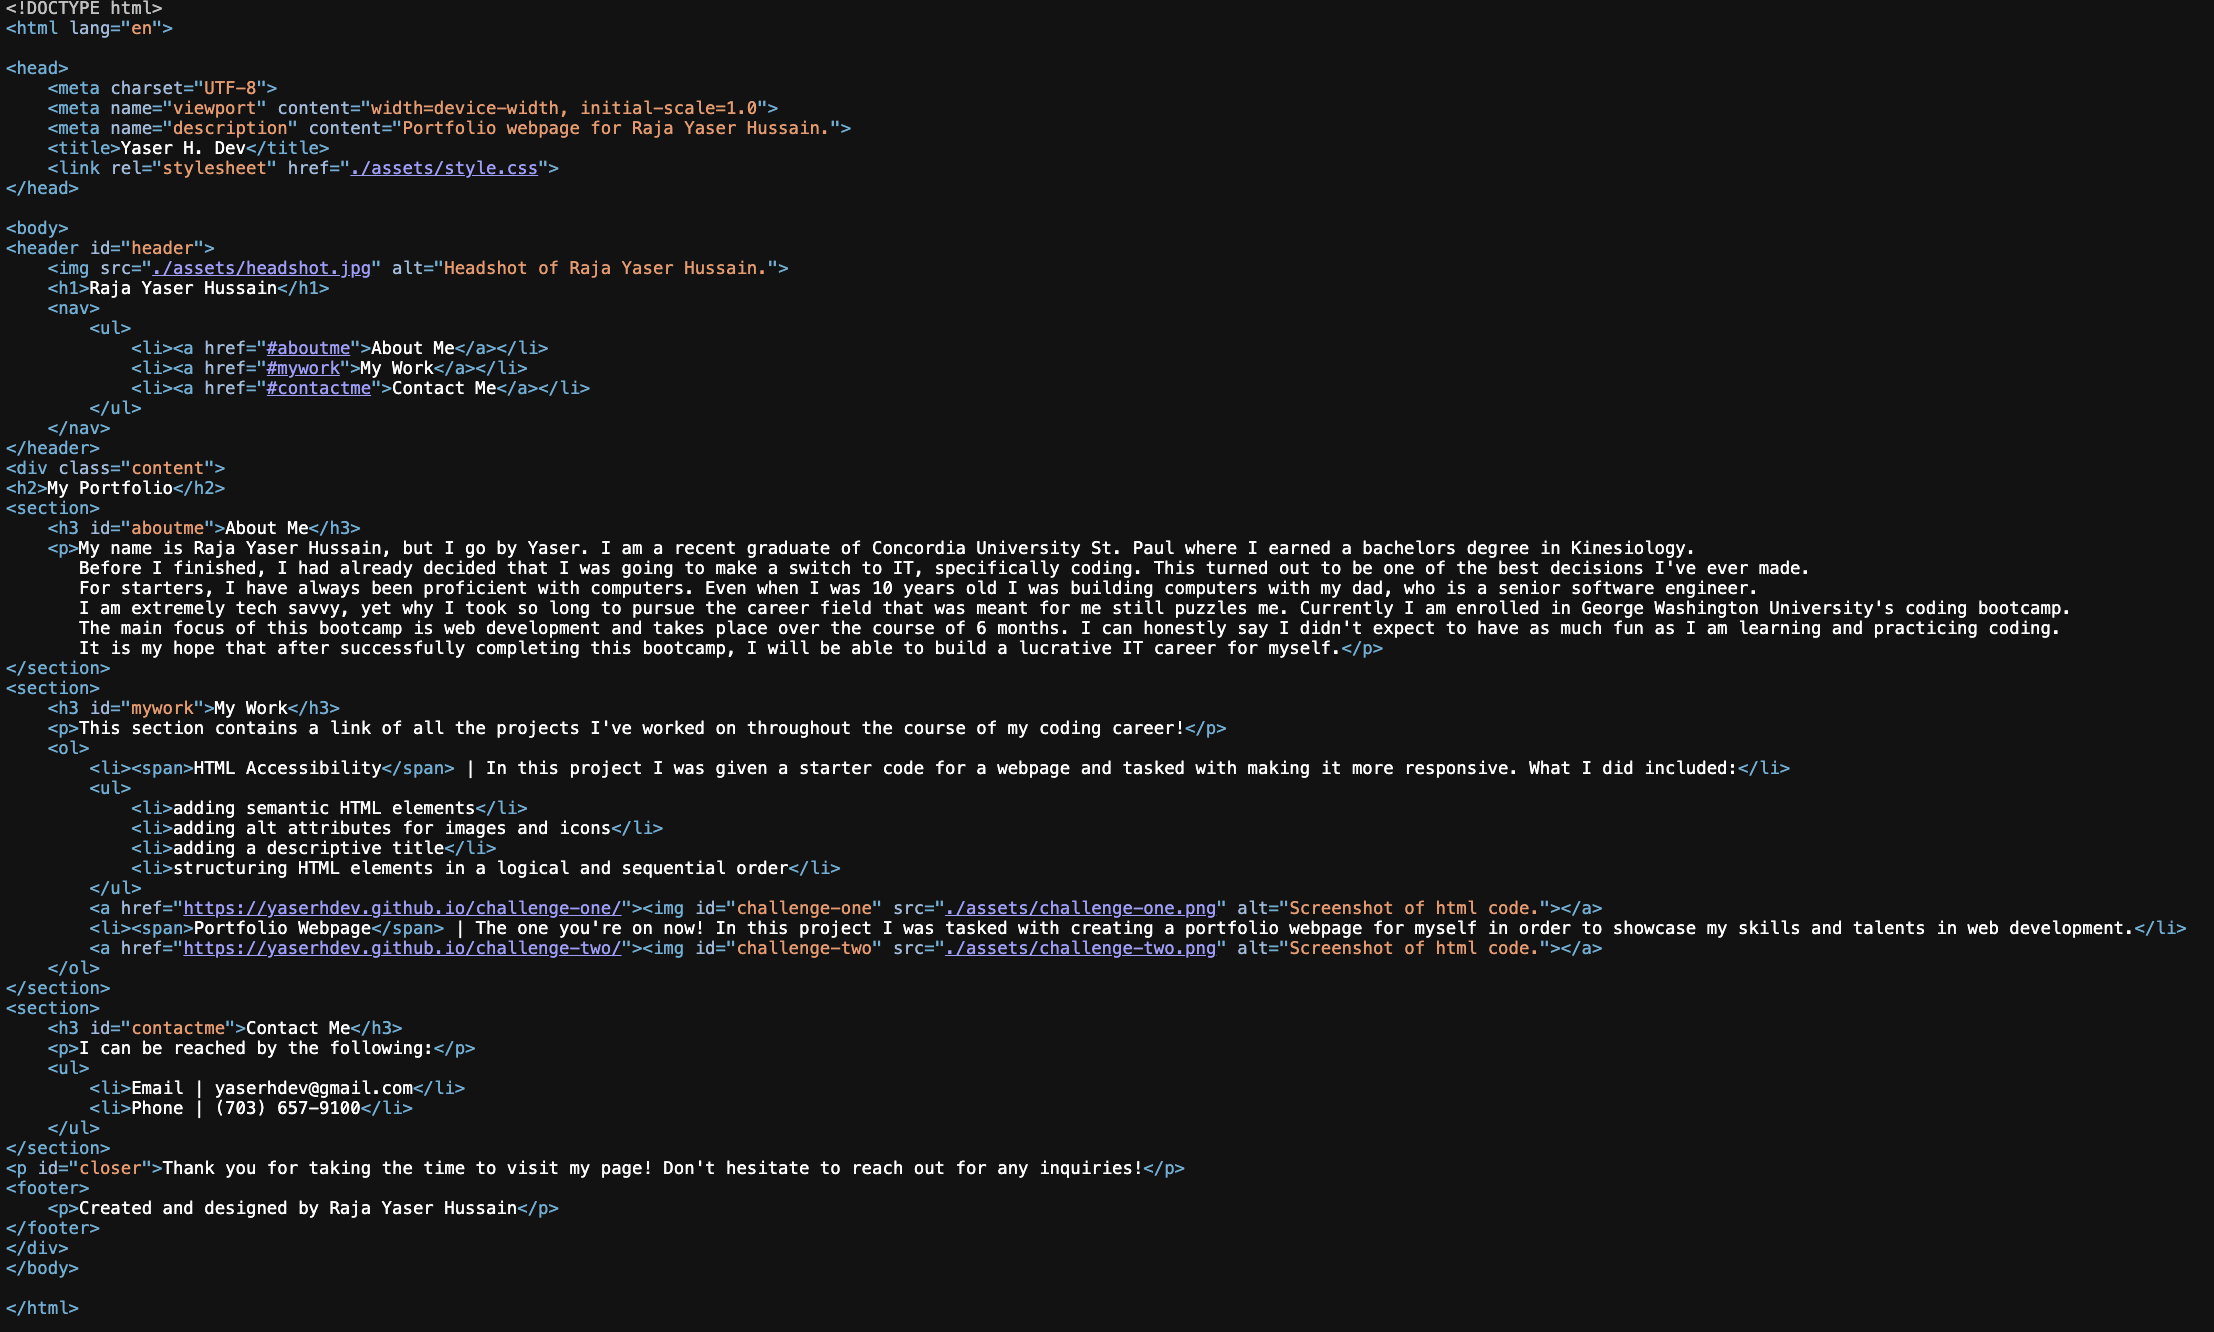 <!DOCTYPE html>
<html lang="en">

<head>
    <meta charset="UTF-8">
    <meta name="viewport" content="width=device-width, initial-scale=1.0">
    <meta name="description" content="Portfolio webpage for Raja Yaser Hussain.">
    <title>Yaser H. Dev</title>
    <link rel="stylesheet" href="./assets/style.css">
</head>

<body>
<header id="header">
    <img src="./assets/headshot.jpg" alt="Headshot of Raja Yaser Hussain.">
    <h1>Raja Yaser Hussain</h1>
    <nav>
        <ul>
            <li><a href="#aboutme">About Me</a></li>
            <li><a href="#mywork">My Work</a></li>
            <li><a href="#contactme">Contact Me</a></li>
        </ul>
    </nav>
</header>
<div class="content">
<h2>My Portfolio</h2>
<section>
    <h3 id="aboutme">About Me</h3>
    <p>My name is Raja Yaser Hussain, but I go by Yaser. I am a recent graduate of Concordia University St. Paul where I earned a bachelors degree in Kinesiology.
       Before I finished, I had already decided that I was going to make a switch to IT, specifically coding. This turned out to be one of the best decisions I've ever made.
       For starters, I have always been proficient with computers. Even when I was 10 years old I was building computers with my dad, who is a senior software engineer.
       I am extremely tech savvy, yet why I took so long to pursue the career field that was meant for me still puzzles me. Currently I am enrolled in George Washington University's coding bootcamp.
       The main focus of this bootcamp is web development and takes place over the course of 6 months. I can honestly say I didn't expect to have as much fun as I am learning and practicing coding.
       It is my hope that after successfully completing this bootcamp, I will be able to build a lucrative IT career for myself.</p>
</section>
<section>
    <h3 id="mywork">My Work</h3>
    <p>This section contains a link of all the projects I've worked on throughout the course of my coding career!</p>
    <ol>
        <li><span>HTML Accessibility</span> | In this project I was given a starter code for a webpage and tasked with making it more responsive. What I did included:</li>
        <ul>
            <li>adding semantic HTML elements</li>
            <li>adding alt attributes for images and icons</li>
            <li>adding a descriptive title</li>
            <li>structuring HTML elements in a logical and sequential order</li>
        </ul>
        <a href="https://yaserhdev.github.io/challenge-one/"><img id="challenge-one" src="./assets/challenge-one.png" alt="Screenshot of html code."></a>
        <li><span>Portfolio Webpage</span> | The one you're on now! In this project I was tasked with creating a portfolio webpage for myself in order to showcase my skills and talents in web development.</li>
        <a href="https://yaserhdev.github.io/challenge-two/"><img id="challenge-two" src="./assets/challenge-two.png" alt="Screenshot of html code."></a>
    </ol>
</section>
<section>
    <h3 id="contactme">Contact Me</h3>
    <p>I can be reached by the following:</p>
    <ul>
        <li>Email | yaserhdev@gmail.com</li>
        <li>Phone | (703) 657-9100</li>
    </ul>
</section>
<p id="closer">Thank you for taking the time to visit my page! Don't hesitate to reach out for any inquiries!</p>
<footer>
    <p>Created and designed by Raja Yaser Hussain</p>
</footer>
</div>
</body>

</html>